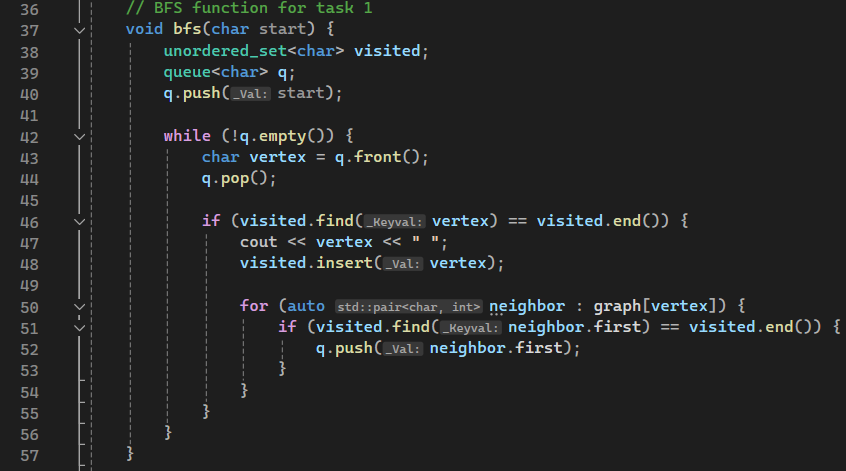 36 // BFS function for task 1
37 void bfs(char start) {
38 unordered_set<char> visited;
39 queue<char> q;
40 q.push(_Val: start);
41
42 while (!q.empty()) {
43 char vertex = q.front();
44 q.pop();
45
46 if (visited.find(_Keyval: vertex) == visited.end()) {
47 cout << vertex << " ";
48 visited.insert(_Val: vertex);
49
50 for (auto std::pair<char, int> neighbor : graph[vertex]) {
51 if (visited.find(_Keyval: neighbor.first) == visited.end()) {
52 q.push(_Val: neighbor.first);
53 }
54 }
55 }
56 }
57 }